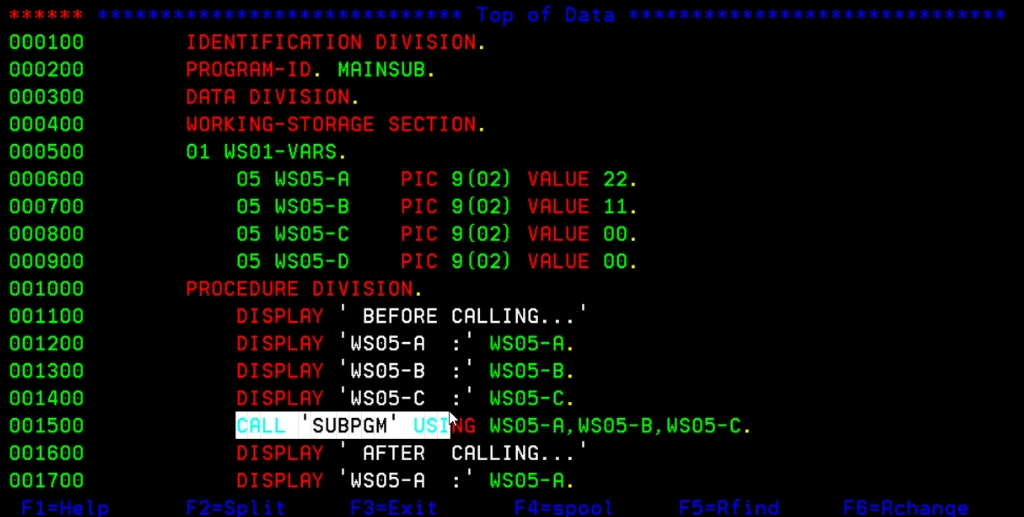 ****** ***************************** Top of Data ******************************
000100         IDENTIFICATION DIVISION.
000200         PROGRAM-ID. MAINSUB.
000300         DATA DIVISION.
000400         WORKING-STORAGE SECTION.
000500         01 WS01-VARS.
000600             05 WS05-A    PIC 9(02) VALUE 22.
000700             05 WS05-B    PIC 9(02) VALUE 11.
000800             05 WS05-C    PIC 9(02) VALUE 00.
000900             05 WS05-D    PIC 9(02) VALUE 00.
001000         PROCEDURE DIVISION.
001100             DISPLAY ' BEFORE CALLING...'
001200             DISPLAY 'WS05-A  :' WS05-A.
001300             DISPLAY 'WS05-B  :' WS05-B.
001400             DISPLAY 'WS05-C  :' WS05-C.
001500             CALL 'SUBPGM' USING WS05-A,WS05-B,WS05-C.
001600             DISPLAY ' AFTER  CALLING...'
001700             DISPLAY 'WS05-A  :' WS05-A.
F1=Help      F2=Split     F3=Exit      F4=spool     F5=Rfind     F6=Rchange